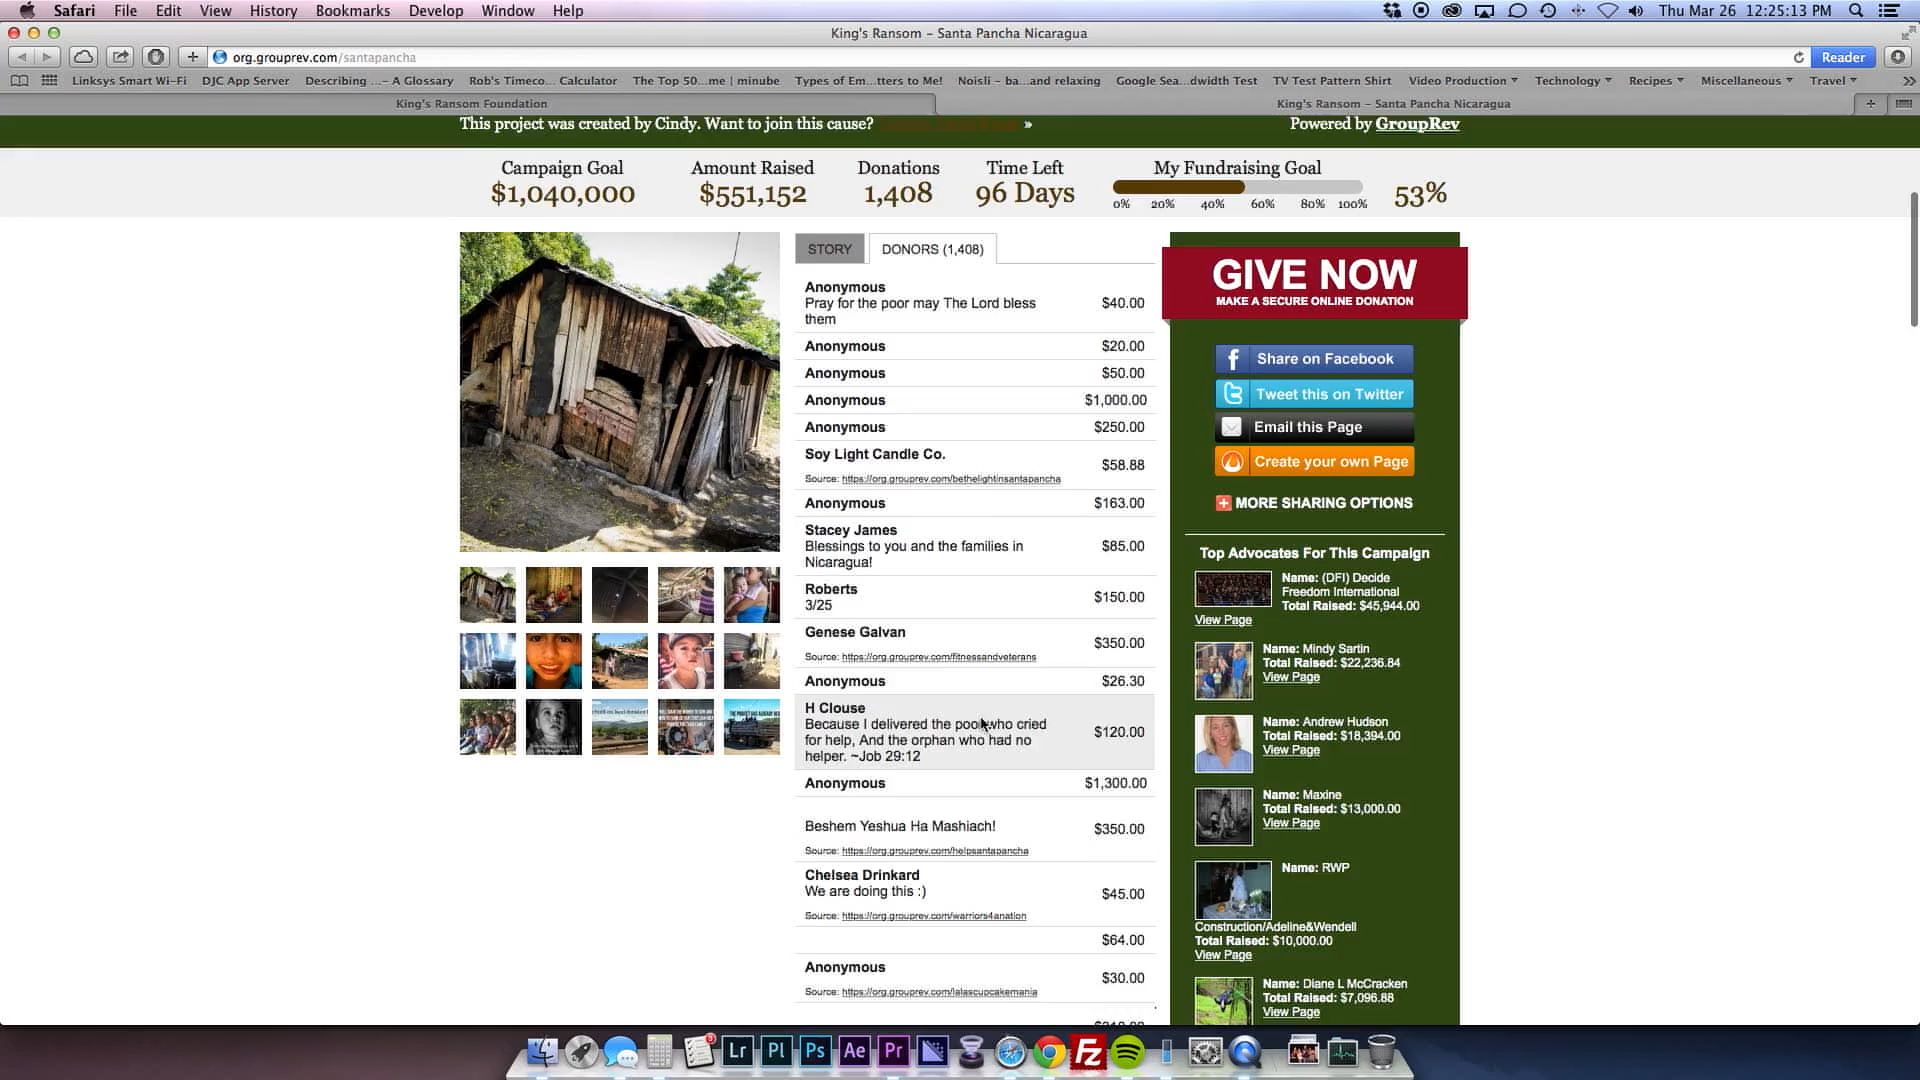 Safari File Edit View History Bookmarks Develop Window Help
Thu Mar 26 12:25:13 PM
King's Ransom – Santa Pancha Nicaragua
org.grouprev.com/santapancha
Reader
Linksys Smart Wi-Fi DJC App Server Describing ...- A Glossary Rob's Timeco... Calculator The Top 50...me | minube Types of Em...tters to Me! Noisli - ba...and relaxing Google Sea...dwidth Test TV Test Pattern Shirt Video Production Technology Recipes Miscellaneous Travel
King's Ransom Foundation
King's Ransom – Santa Pancha Nicaragua
This project was created by Cindy. Want to join this cause? »
Powered by GroupRev
Campaign Goal
$1,040,000
Amount Raised
$551,152
Donations
1,408
Time Left
96 Days
My Fundraising Goal
0% 20% 40% 60% 80% 100%
53%
STORY
DONORS (1,408)
Anonymous
Pray for the poor may The Lord bless
them
$40.00
Anonymous $20.00
Anonymous $50.00
Anonymous $1,000.00
Anonymous $250.00
Soy Light Candle Co.
$58.88
Source: https://org.grouprev.com/bethelightinsantapancha
Anonymous $163.00
Stacey James
Blessings to you and the families in
Nicaragua!
$85.00
Roberts
3/25
$150.00
Genese Galvan
$350.00
Source: https://org.grouprev.com/fitnessandveterans
Anonymous $26.30
H Clouse
Because I delivered the poor who cried
for help, And the orphan who had no
helper. ~Job 29:12
$120.00
Anonymous $1,300.00
Beshem Yeshua Ha Mashiach!
$350.00
Source: https://org.grouprev.com/helpsantapancha
Chelsea Drinkard
We are doing this :)
$45.00
Source: https://org.grouprev.com/warriors4anation
$64.00
Anonymous
$30.00
Source: https://org.grouprev.com/lalascupcakemania
GIVE NOW
MAKE A SECURE ONLINE DONATION
Share on Facebook
Tweet this on Twitter
Email this Page
Create your own Page
MORE SHARING OPTIONS
Top Advocates For This Campaign
Name: (DFI) Decide
Freedom International
Total Raised: $45,944.00
View Page
Name: Mindy Sartin
Total Raised: $22,236.84
View Page
Name: Andrew Hudson
Total Raised: $18,394.00
View Page
Name: Maxine
Total Raised: $13,000.00
View Page
Name: RWP
Construction/Adeline&Wendell
Total Raised: $10,000.00
View Page
Name: Diane L McCracken
Total Raised: $7,096.88
View Page
Lr Pl Ps Ae Pr Fz